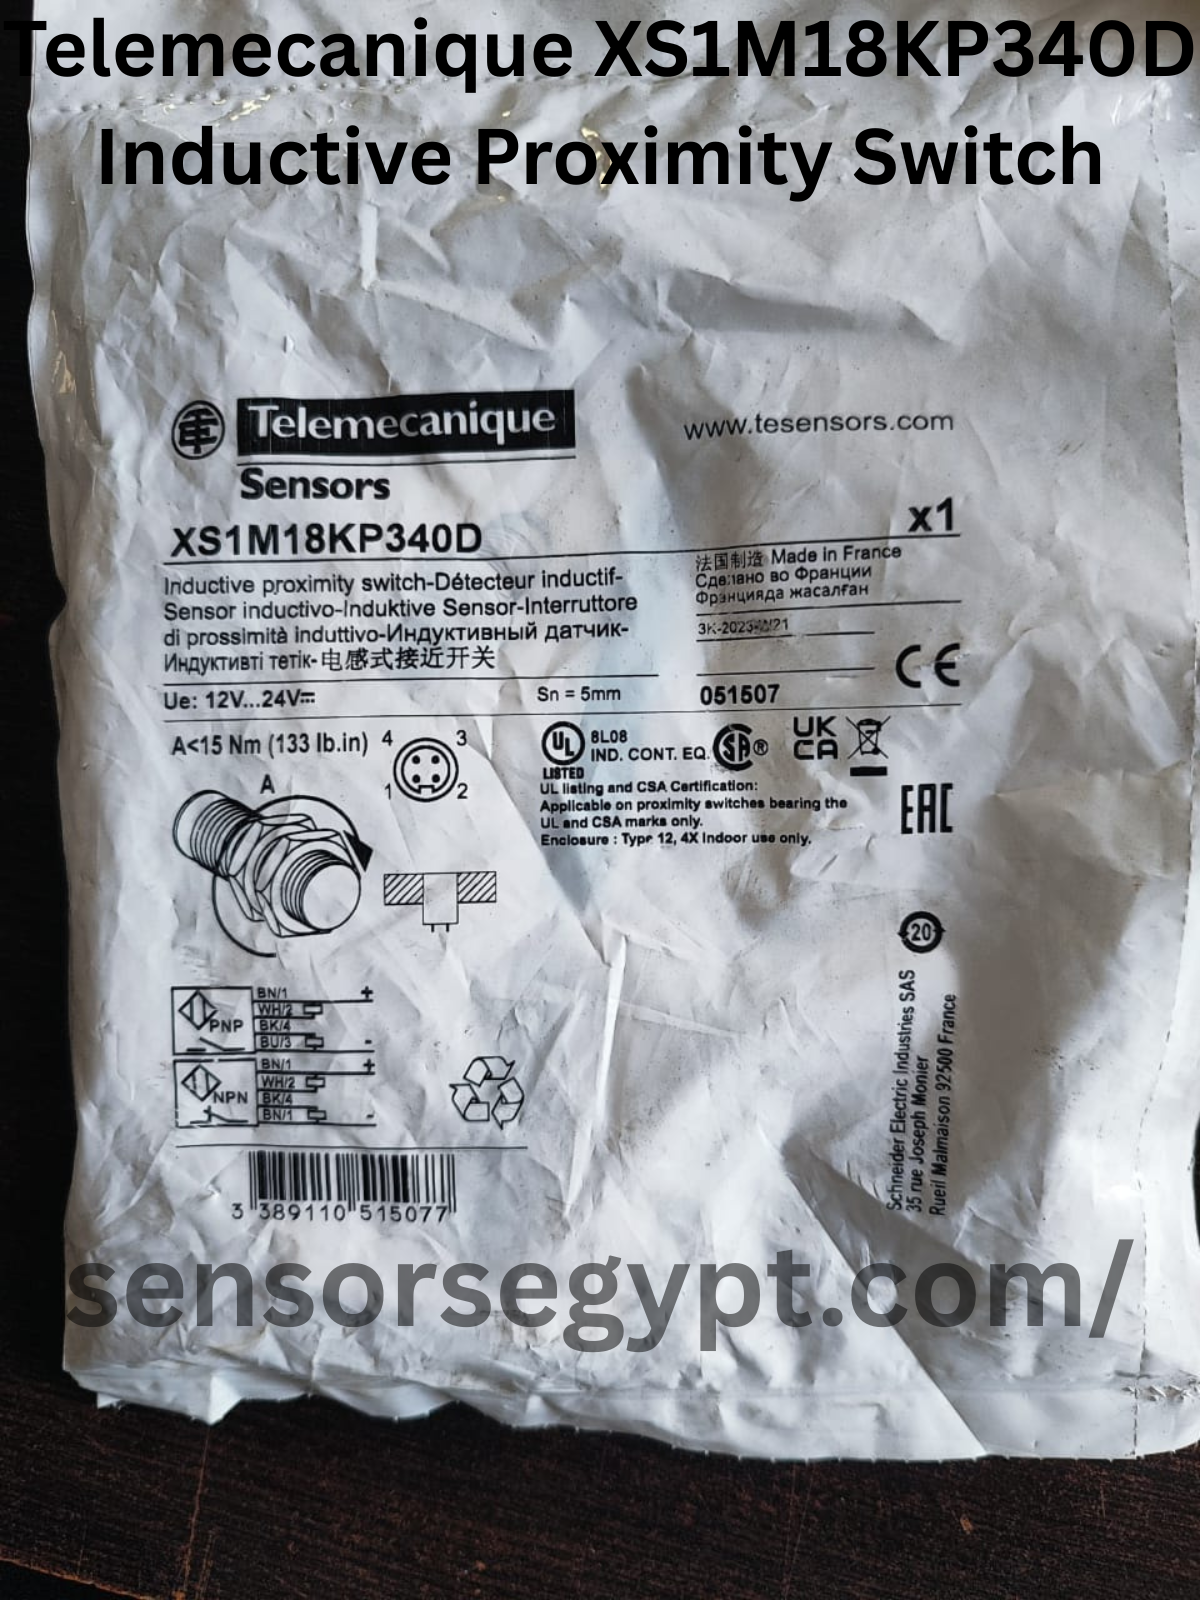 Telemecanique XS1M18KP340D
Inductive Proximity Switch
Telemecanique
Sensors
www.tesensors.com
XS1M18KP340D
x1
Inductive proximity switch-Détecteur inductif-
Sensor inductivo-Induktive Sensor-Interruttore
di prossimità induttivo-Индуктивный датчик-
Индуктивті тетік-电感式接近开关
法国制造 Made in France
Сделано во Франции
Францияда жасалған
051507
CE
Ue: 12V...24V
Sn = 5mm
A<15 Nm (133 lb.in)
4 3
1 2
A
UL
LISTED
8L08
IND. CONT. EQ.
SA®
UK
CA
UL listing and CSA Certification:
Applicable on proximity switches bearing the
UL and CSA marks only.
Enclosure : Type 12, 4X Indoor use only.
EAC
20
Schneider Electric Industries SAS
35 rue Joseph Monier
Rueil Malmaison 92500 France
PNP
BN/1 +
WH/2
BK/4
BU/3 -
NPN
BN/1 +
WH/2
BK/4
BN/1 -
3 389110 515077
sensorsegypt.com/